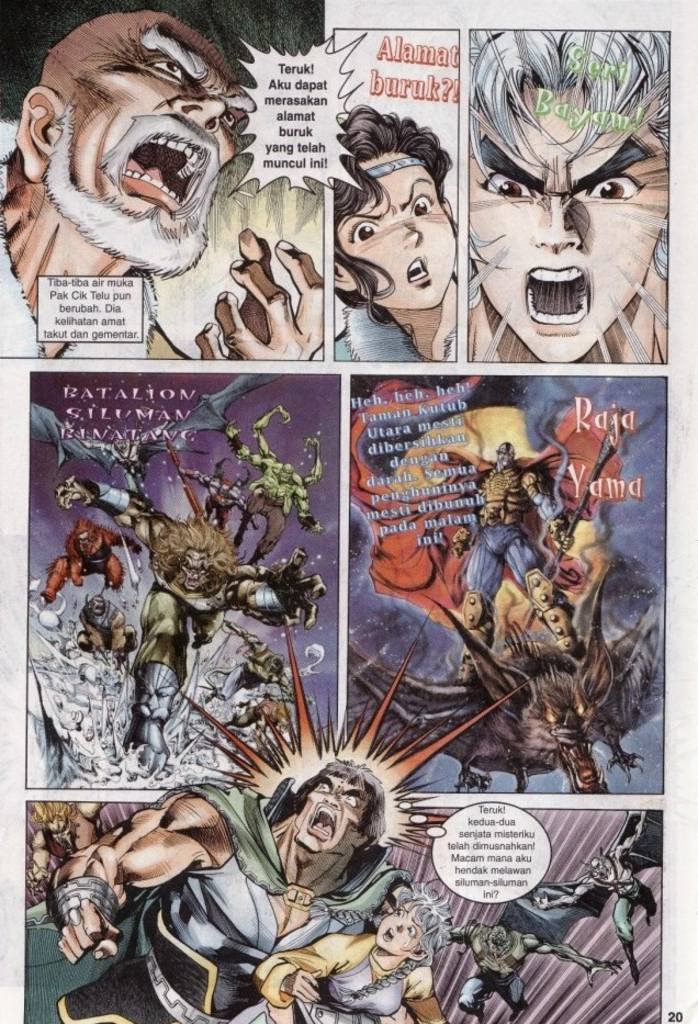 Teruk!
Aku dapat
merasakan
alamat
buruk
yang telah
muncul ini!
Tiba-tiba air muka
Pak Cik Telu pun
berubah. Dia
kelihatan amat
takut dan gementar.
Alamat
buruk?!
Seri
Bayau!
BATALION
SILUMAN
BINATANG
Heh, heh, heh!
Taman Kutub
Utara mesti
dibersihkan
dengan
darah. Semua
penghuninya
mesti dibunuh
pada malam
ini!
Raja
Yama
Teruk!
kedua-dua
senjata misteriku
telah dimusnahkan!
Macam mana aku
hendak melawan
siluman-siluman
ini?
20